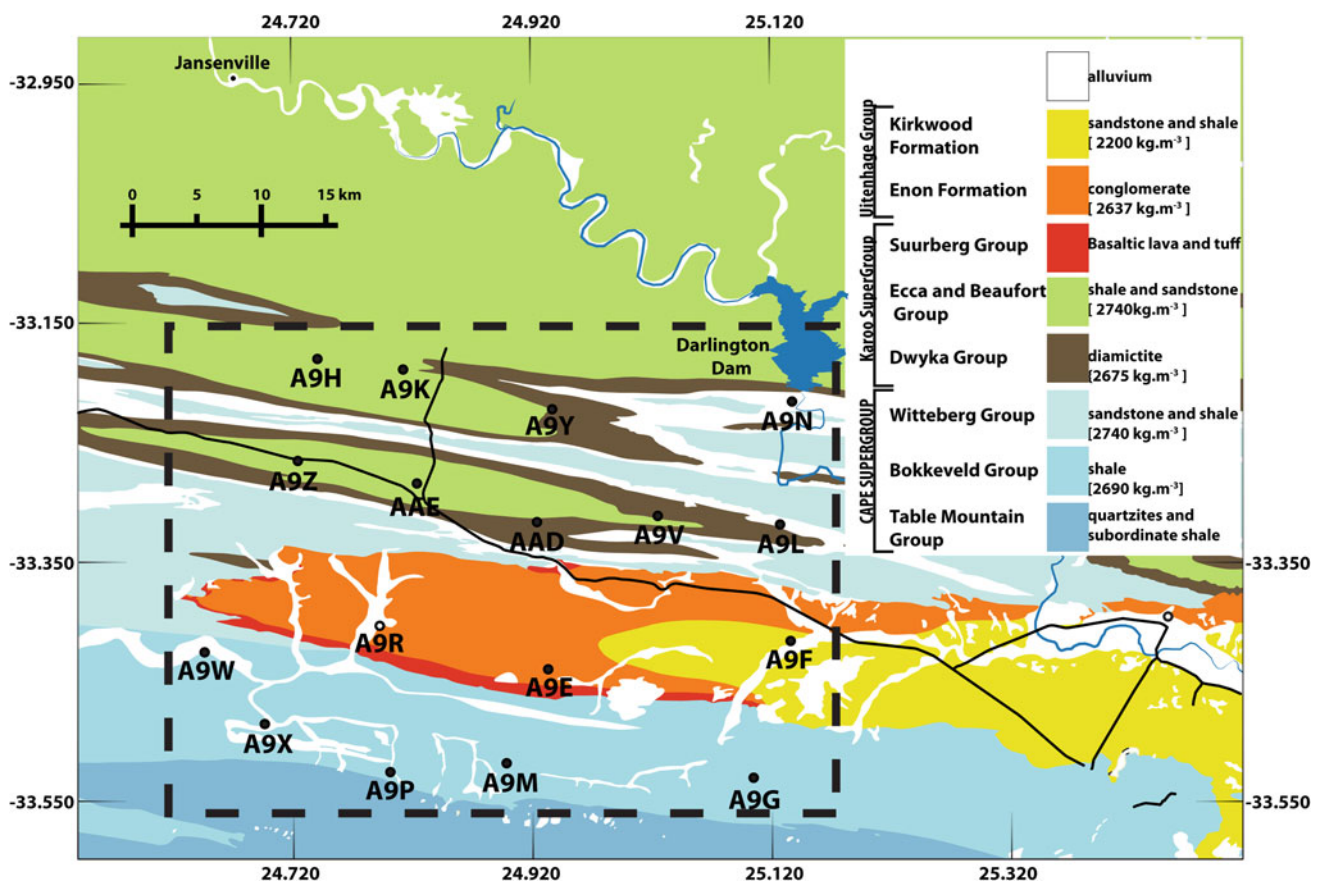 24.720 24.920 25.120
-32.950
Jansenville
0 5 10 15 km
-33.150
Darlington
Dam
A9H
A9K
A9Y
A9N
A9Z
AAE
AAD
A9V
A9L
-33.350
-33.350
A9R
A9W
A9F
A9E
A9X
A9P
A9M
A9G
-33.550
-33.550
24.720 24.920 25.120 25.320
alluvium
Uitenhage Group
Kirkwood
Formation
sandstone and shale
[ 2200 kg.m-³ ]
Enon Formation
conglomerate
[ 2637 kg.m-³ ]
Karoo SuperGroup
Suurberg Group
Basaltic lava and tuff
Ecca and Beaufort
Group
shale and sandstone
[ 2740kg.m-³ ]
Dwyka Group
diamictite
[2675 kg.m-³ ]
CAPE SUPERGROUP
Witteberg Group
sandstone and shale
[2740 kg.m-³ ]
Bokkeveld Group
shale
[2690 kg.m-³]
Table Mountain
Group
quartzites and
subordinate shale